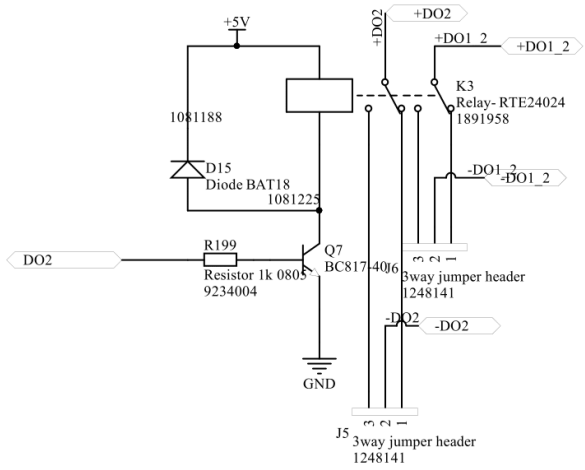 +5V
+DO2
+DO2
+DO1_2
+DO1_2
K3
Relay- RTE24024
1891958
1081188
D15
Diode BAT18
1081225
-DO1_2
-DO1_2
DO2
R199
Resistor 1k 0805
9234004
Q7
BC817-40
J6
3 2 1
3way jumper header
1248141
-DO2
-DO2
GND
J5
3 2 1
3way jumper header
1248141